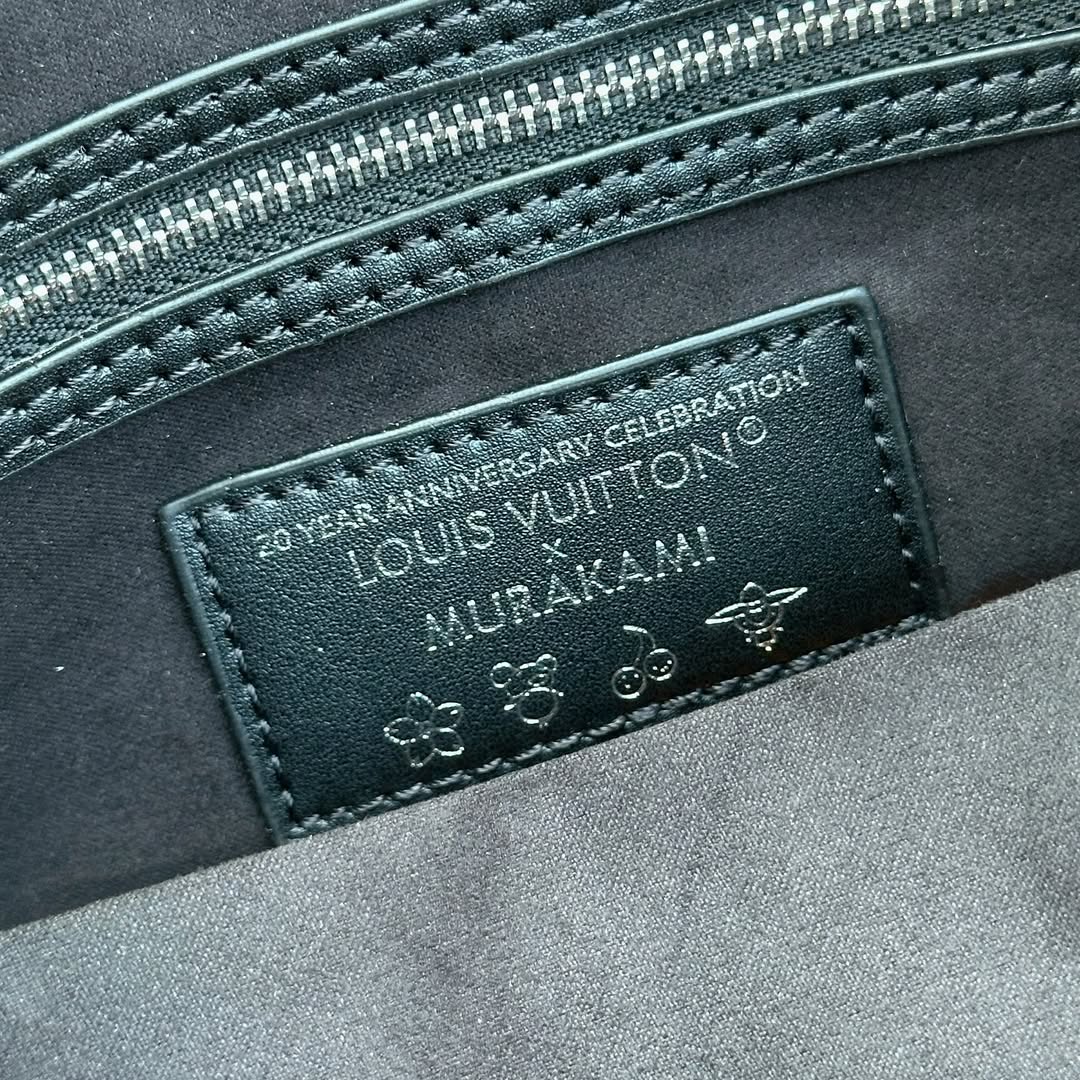 20 YEAR ANNIVERSARY CELEBRATION
LOUIS VUITTON©
x
MURAKAMI